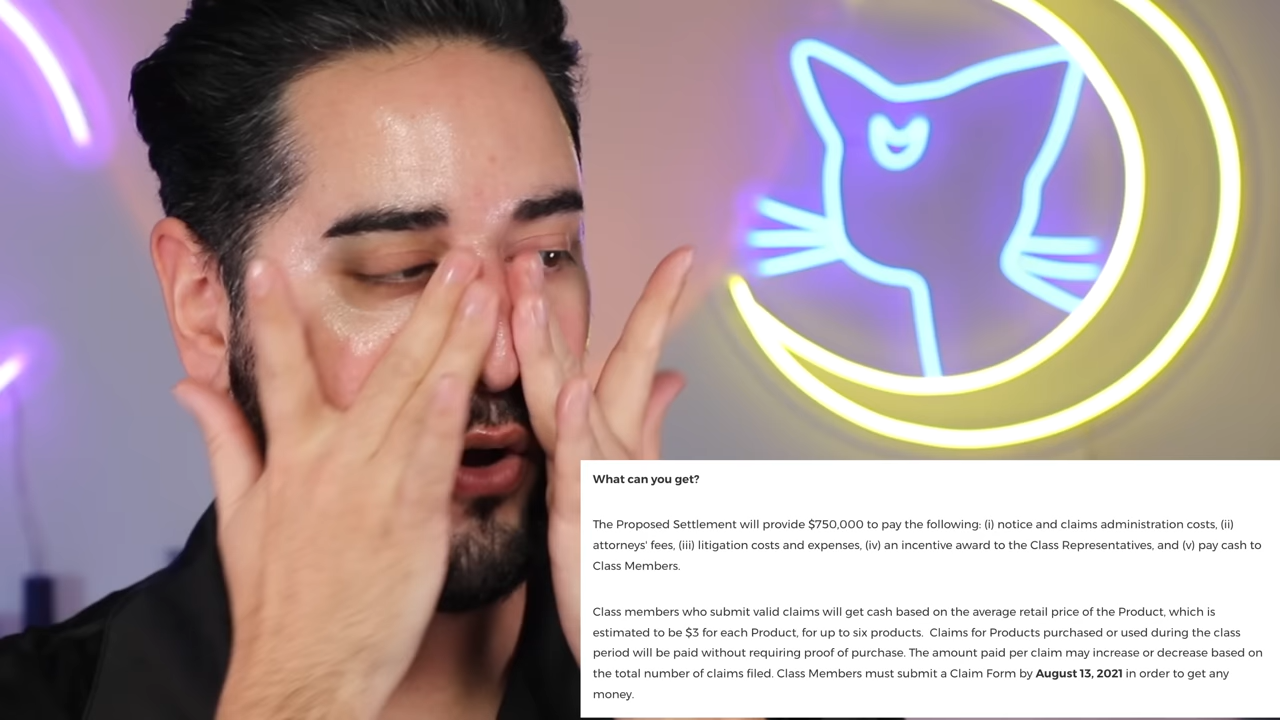 What can you get?
The Proposed Settlement will provide $750,000 to pay the following: (i) notice and claims administration costs, (ii)
attorneys' fees, (iii) litigation costs and expenses, (iv) an incentive award to the Class Representatives, and (v) pay cash to
Class Members.
Class members who submit valid claims will get cash based on the average retail price of the Product, which is
estimated to be $3 for each Product, for up to six products.  Claims for Products purchased or used during the class
period will be paid without requiring proof of purchase. The amount paid per claim may increase or decrease based on
the total number of claims filed. Class Members must submit a Claim Form by August 13, 2021 in order to get any
money.